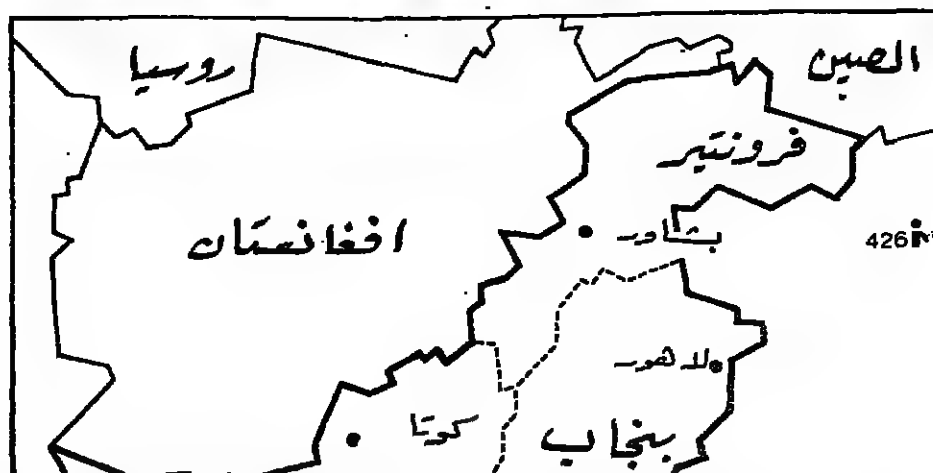 روسيا
الصين
فرونتير
افغانستان
بشاور
426
لاهور
كوتا
بنجاب